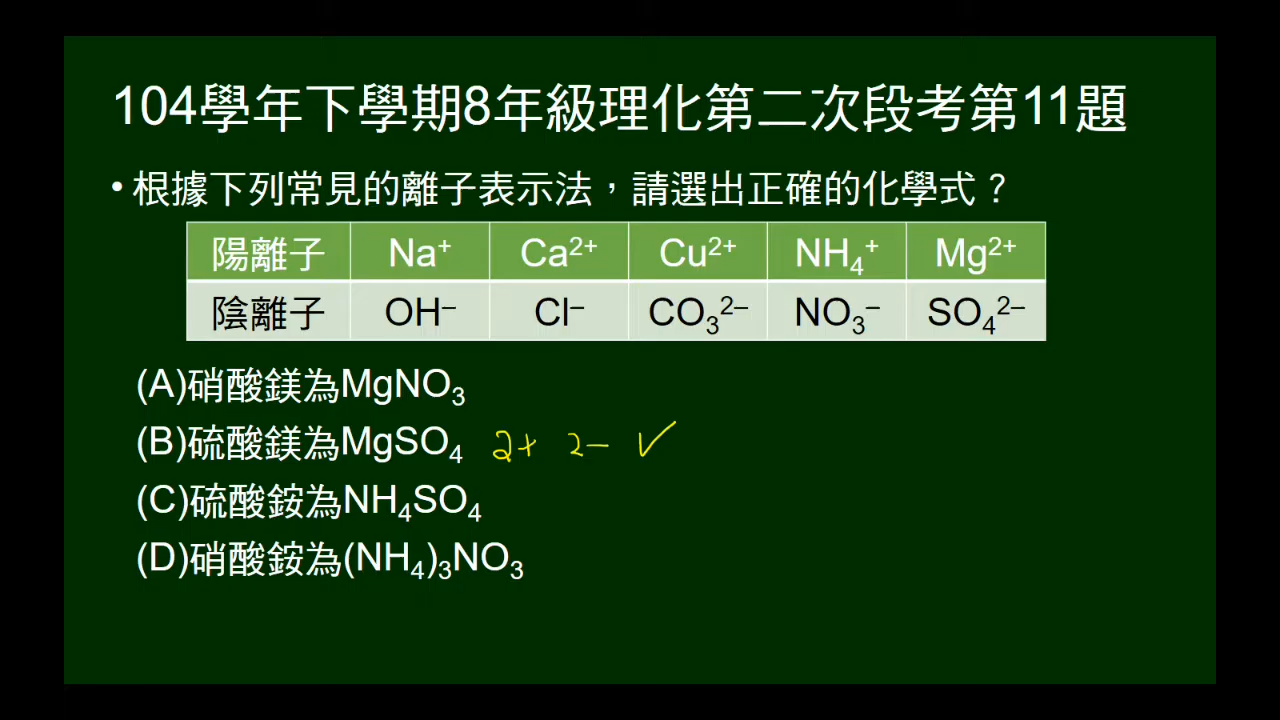 104學年下學期8年級理化第二次段考第11題
• 根據下列常見的離子表示法，請選出正確的化學式？
陽離子 Na⁺ Ca²⁺ Cu²⁺ NH₄⁺ Mg²⁺
陰離子 OH⁻ Cl⁻ CO₃²⁻ NO₃⁻ SO₄²⁻
(A)硝酸鎂為MgNO₃
(B)硫酸鎂為MgSO₄ 2+ 2− ✓
(C)硫酸銨為NH₄SO₄
(D)硝酸銨為(NH₄)₃NO₃